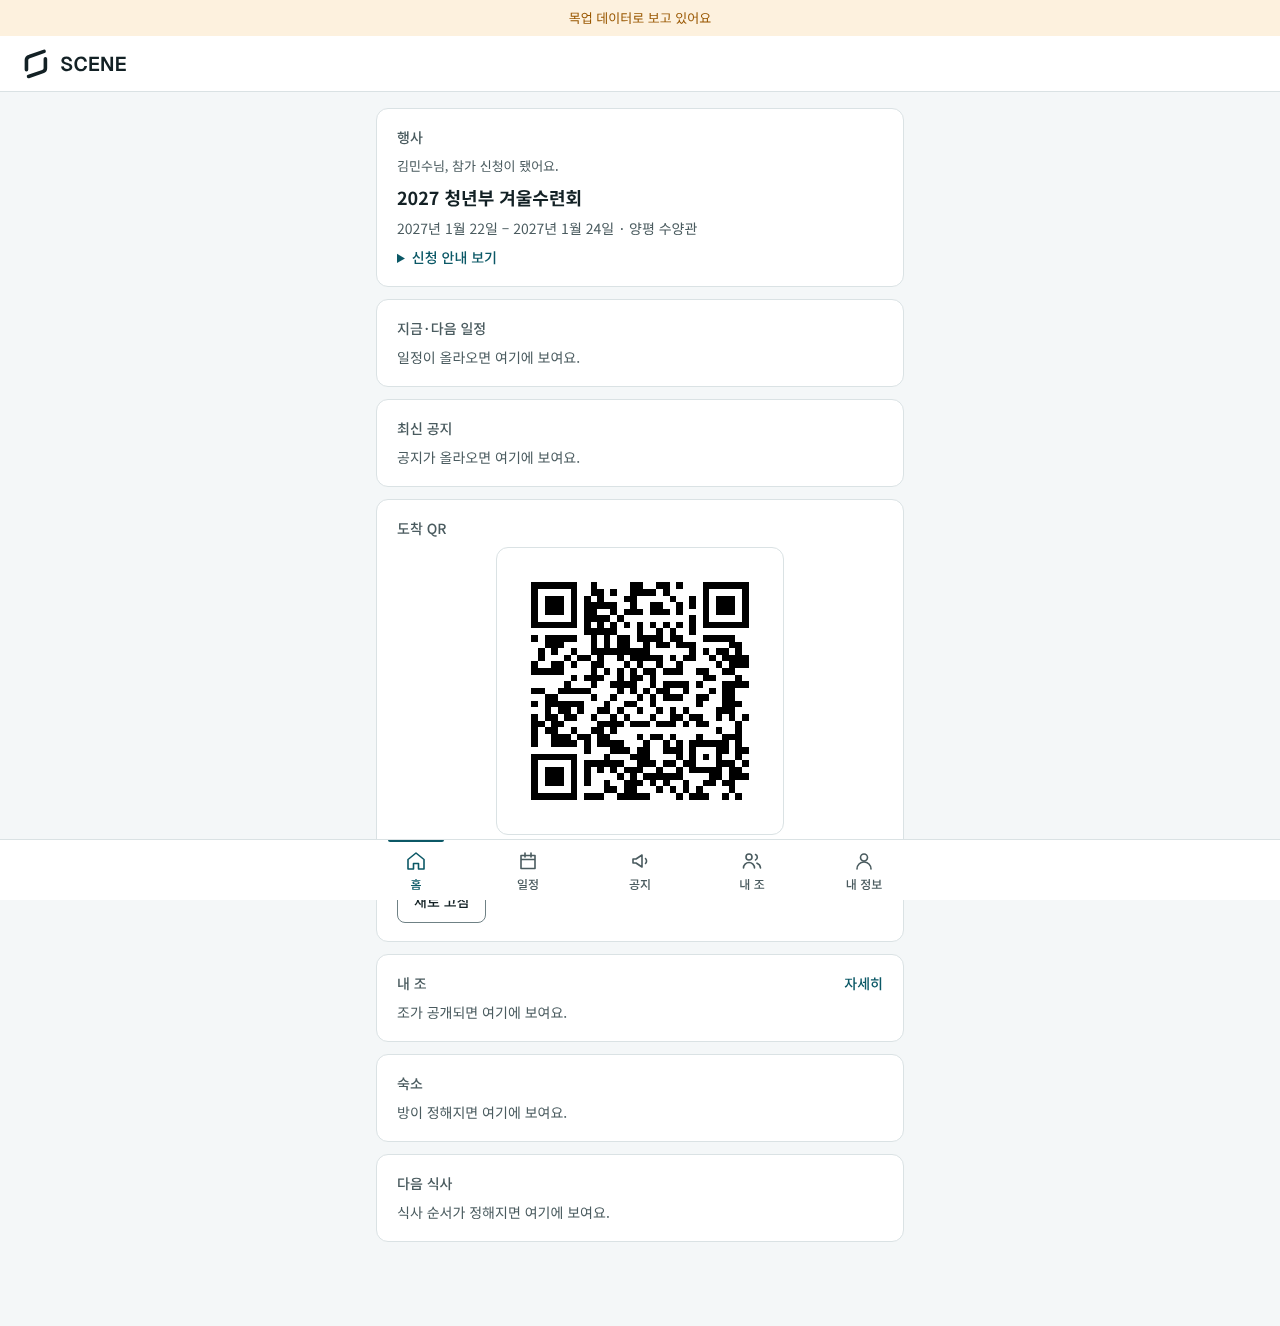 목업 데이터로 보고 있어요
SCENE
행사
김민수님, 참가 신청이 됐어요.
2027 청년부 겨울수련회
2027년 1월 22일 – 2027년 1월 24일 · 양평 수양관
▶ 신청 안내 보기
지금·다음 일정
일정이 올라오면 여기에 보여요.
최신 공지
공지가 올라오면 여기에 보여요.
도착 QR
홈
일정
공지
내 조
내 정보
새로 고침
내 조
자세히
조가 공개되면 여기에 보여요.
숙소
방이 정해지면 여기에 보여요.
다음 식사
식사 순서가 정해지면 여기에 보여요.